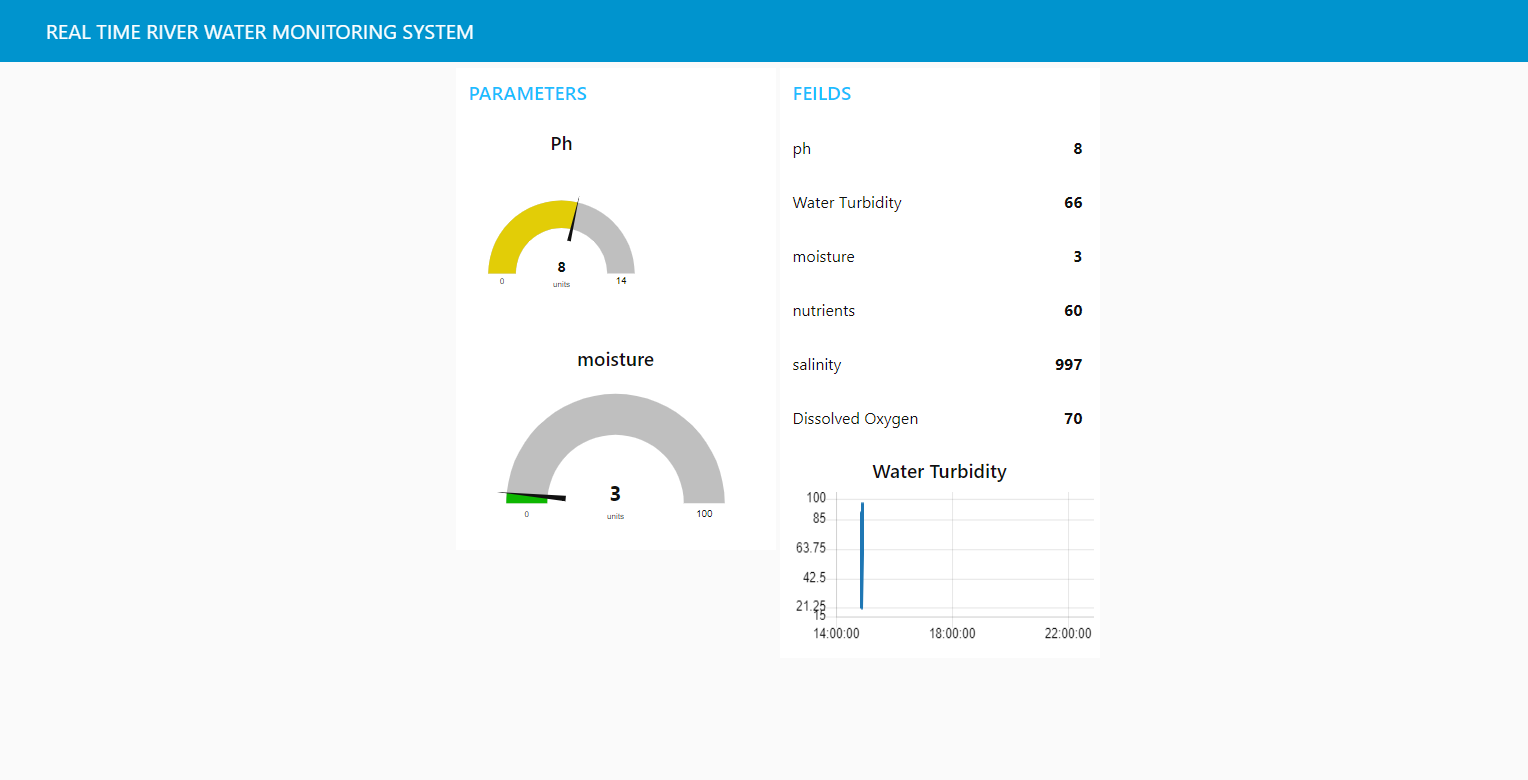 REAL TIME RIVER WATER MONITORING SYSTEM
PARAMETERS
Ph
8
units
0
14
moisture
3
units
0
100
FEILDS
ph 8
Water Turbidity 66
moisture 3
nutrients 60
salinity 997
Dissolved Oxygen 70
Water Turbidity
100
85
63.75
42.5
21.25
15
14:00:00 18:00:00 22:00:00